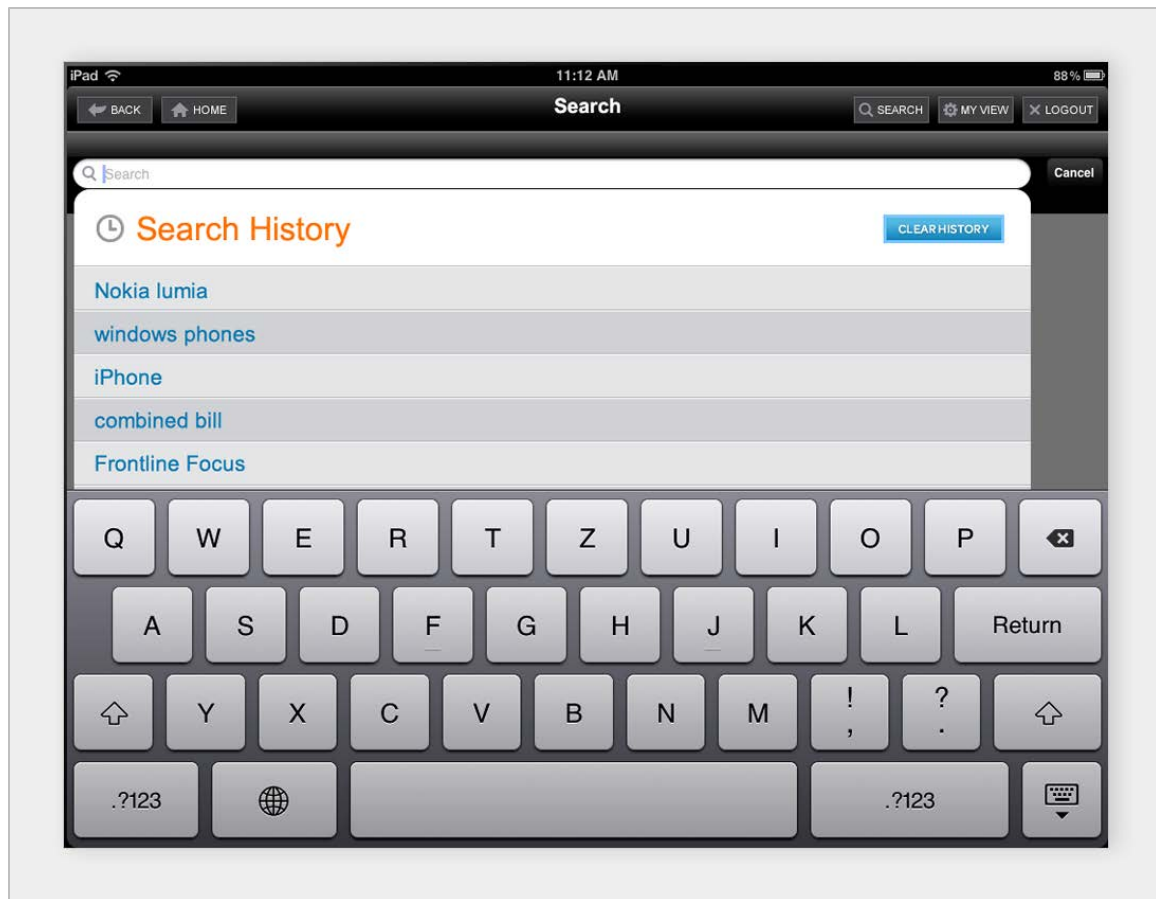 iPad 11:12 AM 88%
BACK HOME Search SEARCH MY VIEW LOGOUT
Search Cancel
Search History CLEAR HISTORY
Nokia lumia
windows phones
iPhone
combined bill
Frontline Focus
Q W E R T Z U I O P
A S D F G H J K L Return
Y X C V B N M ! , ? .
.?123 .?123